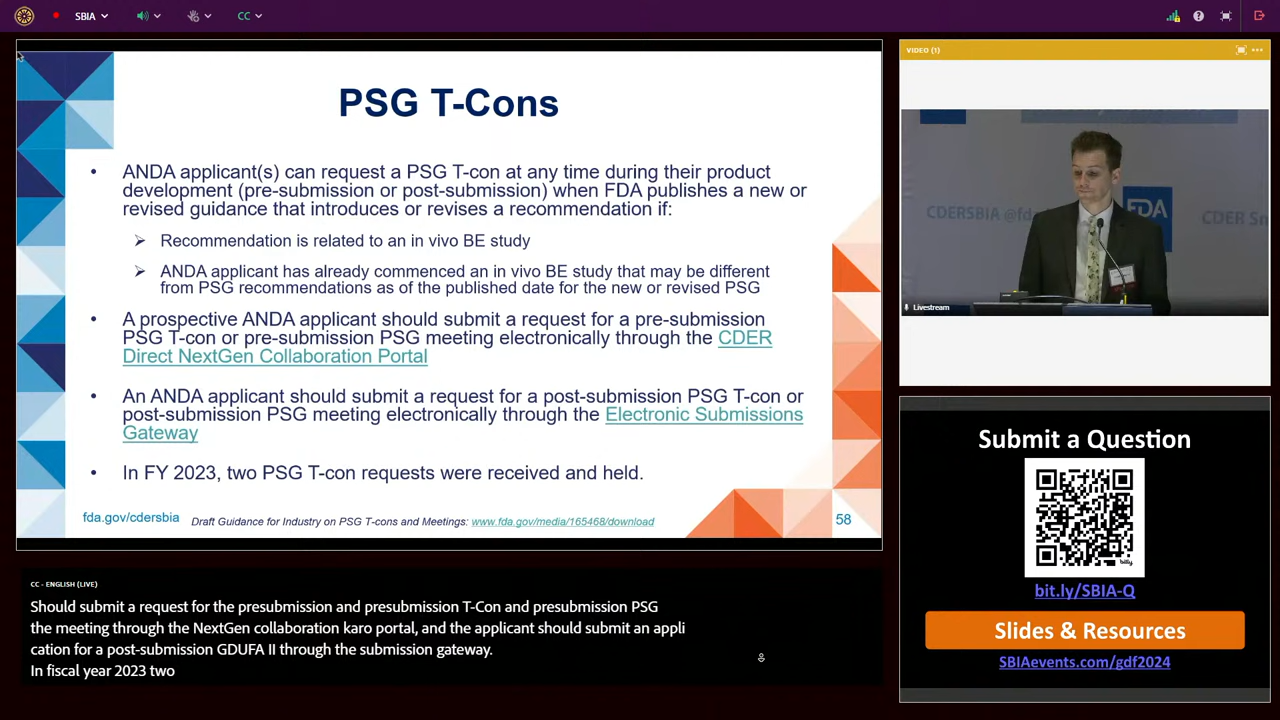 SBIA
CC
PSG T-Cons
• ANDA applicant(s) can request a PSG T-con at any time during their product
development (pre-submission or post-submission) when FDA publishes a new or
revised guidance that introduces or revises a recommendation if:
➢ Recommendation is related to an in vivo BE study
➢ ANDA applicant has already commenced an in vivo BE study that may be different
from PSG recommendations as of the published date for the new or revised PSG
• A prospective ANDA applicant should submit a request for a pre-submission
PSG T-con or pre-submission PSG meeting electronically through the CDER
Direct NextGen Collaboration Portal
• An ANDA applicant should submit a request for a post-submission PSG T-con or
post-submission PSG meeting electronically through the Electronic Submissions
Gateway
• In FY 2023, two PSG T-con requests were received and held.
fda.gov/cdersbia
Draft Guidance for Industry on PSG T-cons and Meetings: www.fda.gov/media/165468/download
58
CC - ENGLISH (LIVE)
Should submit a request for the presubmission and presubmission T-Con and presubmission PSG
the meeting through the NextGen collaboration karo portal, and the applicant should submit an appli
cation for a post-submission GDUFA II through the submission gateway.
In fiscal year 2023 two
VIDEO (1)
CDERSBIA @fd
FDA
CDER Sm
Livestream
Submit a Question
bitly
bit.ly/SBIA-Q
Slides & Resources
SBIAevents.com/gdf2024